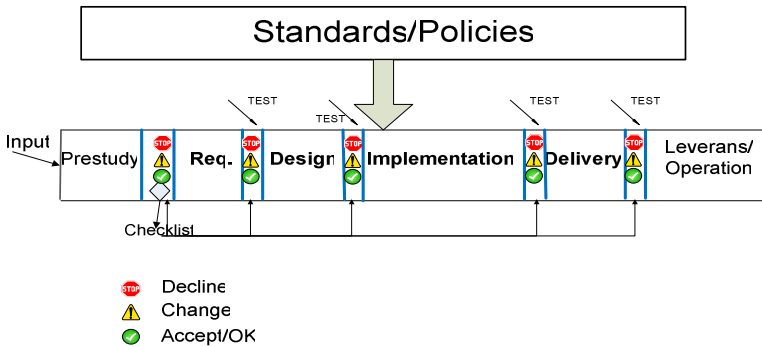 Standards/Policies
TEST
TEST
TEST
TEST
Input
Prestudy
STOP
Req.
STOP
Design
STOP
Implementation
STOP
Delivery
STOP
Leverans/
Operation
Checklist
STOP
Decline
Change
Accept/OK